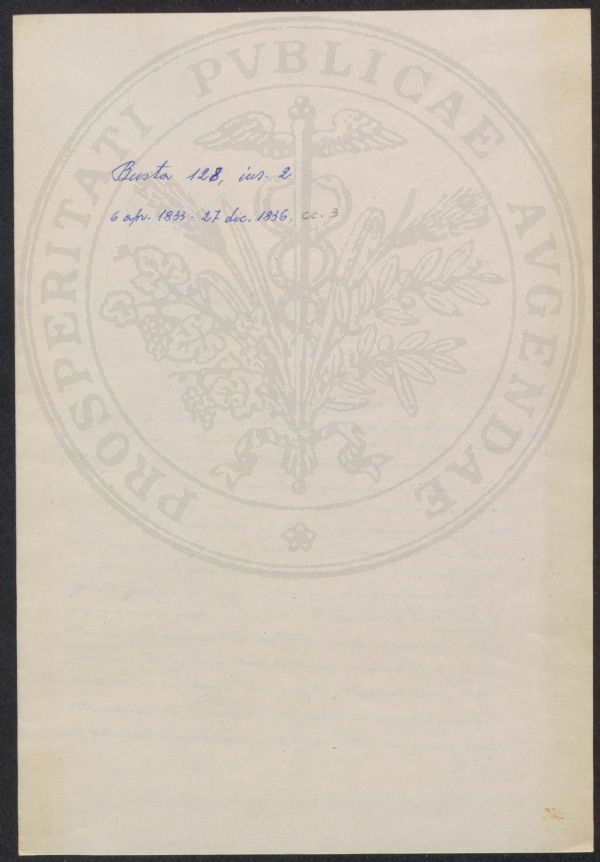 Busta 128, ins. 2
6 apr. 1833 - 27 dic. 1836, cc. 3
PROSPERITATI PVBLICAE AVGENDAE